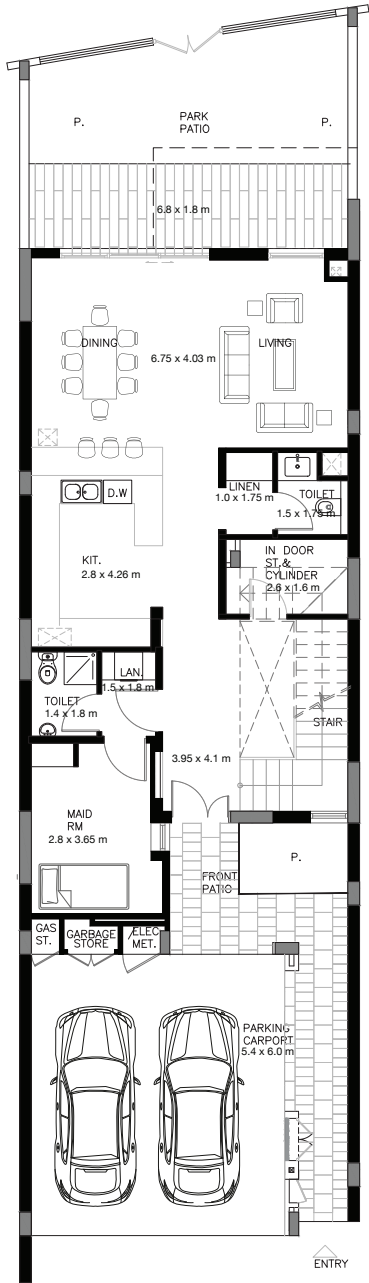 P.
PARK
PATIO
P.
6.8 x 1.8 m
DINING
LIVING
6.75 x 4.03 m
D.W
LINEN
1.0 x 1.75 m
TOILET
1.5 x 1.75 m
KIT.
2.8 x 4.26 m
IN DOOR
ST.&
CYLINDER
2.6 x 1.6 m
LAN.
1.5 x 1.8 m
TOILET
1.4 x 1.8 m
STAIR
3.95 x 4.1 m
MAID
RM
2.8 x 3.65 m
P.
FRONT
PATIO
GAS
ST.
GARBAGE
STORE
ELEC
MET.
PARKING
CARPORT
5.4 x 6.0 m
ENTRY